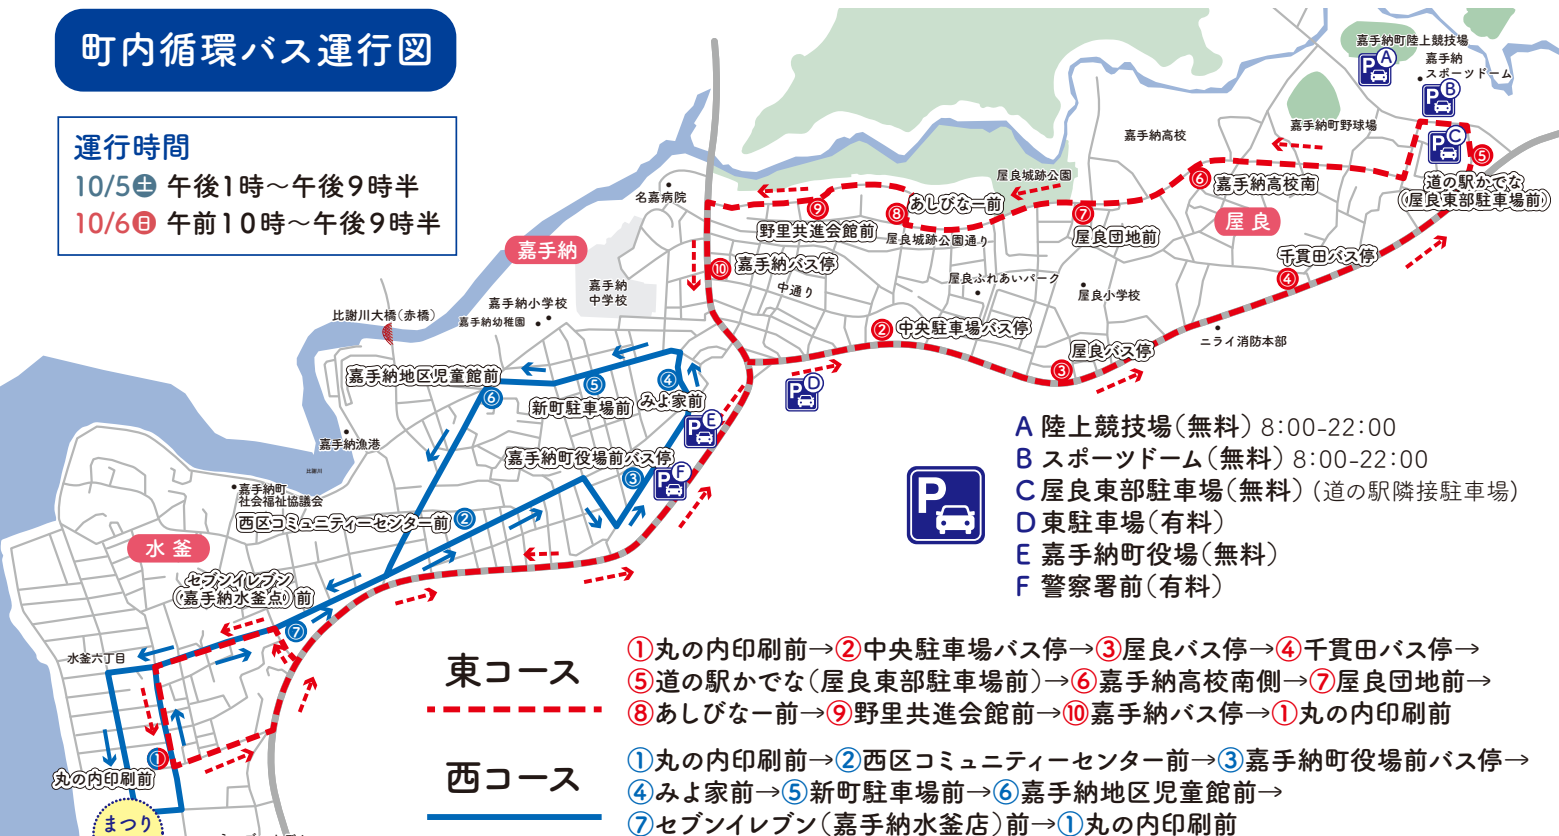 町内循環バス運行図
運行時間
10/5土 午後1時～午後9時半
10/6日 午前10時～午後9時半
嘉手納町陸上競技場
P A
嘉手納
スポーツドーム
P B
嘉手納町野球場
P C
⑤
道の駅かでな
(屋良東部駐車場前)
嘉手納高校
⑥
嘉手納高校南
屋良
屋良城跡公園
⑦
屋良団地前
⑧
あしびなー前
屋良城跡公園通り
⑨
野里共進会館前
名嘉病院
嘉手納
⑩
嘉手納バス停
中通り
屋良ふれあいパーク
屋良小学校
千貫田バス停
④
ニライ消防本部
②
中央駐車場バス停
屋良バス停
③
嘉手納
中学校
嘉手納小学校
嘉手納幼稚園
比謝川大橋(赤橋)
嘉手納地区児童館前
⑥
⑤
新町駐車場前
④
みよ家前
P D
P E
P F
嘉手納町役場前バス停
③
嘉手納漁港
比謝川
嘉手納町
社会福祉協議会
西区コミュニティーセンター前
②
水釜
セブンイレブン
(嘉手納水釜点)前
⑦
水釜六丁目
①
丸の内印刷前
まつり
P
A 陸上競技場(無料) 8:00-22:00
B スポーツドーム(無料) 8:00-22:00
C 屋良東部駐車場(無料) (道の駅隣接駐車場)
D 東駐車場(有料)
E 嘉手納町役場(無料)
F 警察署前(有料)
東コース
①丸の内印刷前→②中央駐車場バス停→③屋良バス停→④千貫田バス停→
⑤道の駅かでな(屋良東部駐車場前)→⑥嘉手納高校南側→⑦屋良団地前→
⑧あしびなー前→⑨野里共進会館前→⑩嘉手納バス停→①丸の内印刷前
西コース
①丸の内印刷前→②西区コミュニティーセンター前→③嘉手納町役場前バス停→
④みよ家前→⑤新町駐車場前→⑥嘉手納地区児童館前→
⑦セブンイレブン(嘉手納水釜店)前→①丸の内印刷前